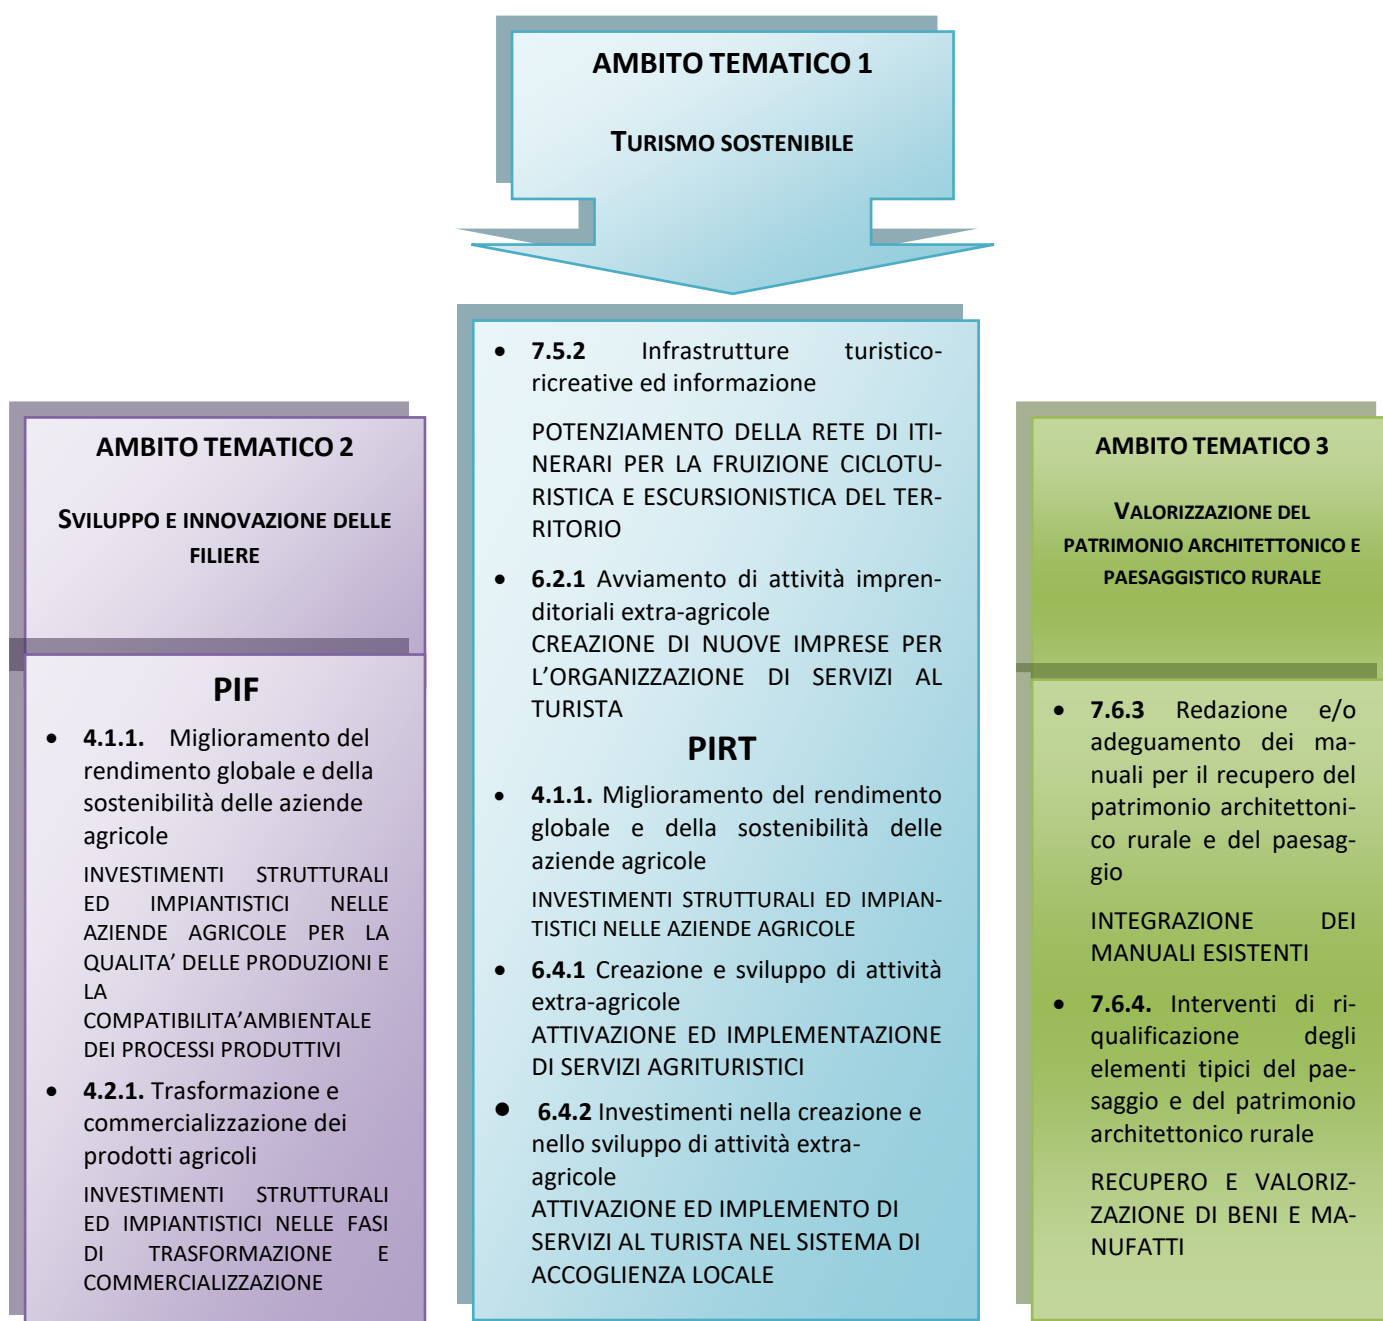 AMBITO TEMATICO 1
TURISMO SOSTENIBILE
• 7.5.2 Infrastrutture turistico-
ricreative ed informazione
POTENZIAMENTO DELLA RETE DI ITI-
NERARI PER LA FRUIZIONE CICLOTU-
RISTICA E ESCURSIONISTICA DEL TER-
RITORIO
• 6.2.1 Avviamento di attività impren-
ditoriali extra-agricole
CREAZIONE DI NUOVE IMPRESE PER
L’ORGANIZZAZIONE DI SERVIZI AL
TURISTA
PIRT
• 4.1.1. Miglioramento del rendimento
globale e della sostenibilità delle
aziende agricole
INVESTIMENTI STRUTTURALI ED IMPIAN-
TISTICI NELLE AZIENDE AGRICOLE
• 6.4.1 Creazione e sviluppo di attività
extra-agricole
ATTIVAZIONE ED IMPLEMENTAZIONE
DI SERVIZI AGRITURISTICI
• 6.4.2 Investimenti nella creazione e
nello sviluppo di attività extra-
agricole
ATTIVAZIONE ED IMPLEMENTO DI
SERVIZI AL TURISTA NEL SISTEMA DI
ACCOGLIENZA LOCALE
AMBITO TEMATICO 2
SVILUPPO E INNOVAZIONE DELLE
FILIERE
PIF
• 4.1.1. Miglioramento del
rendimento globale e della
sostenibilità delle aziende
agricole
INVESTIMENTI STRUTTURALI
ED IMPIANTISTICI NELLE
AZIENDE AGRICOLE PER LA
QUALITA’ DELLE PRODUZIONI E
LA
COMPATIBILITA’AMBIENTALE
DEI PROCESSI PRODUTTIVI
• 4.2.1. Trasformazione e
commercializzazione dei
prodotti agricoli
INVESTIMENTI STRUTTURALI
ED IMPIANTISTICI NELLE FASI
DI TRASFORMAZIONE E
COMMERCIALIZZAZIONE
AMBITO TEMATICO 3
VALORIZZAZIONE DEL
PATRIMONIO ARCHITETTONICO E
PAESAGGISTICO RURALE
• 7.6.3 Redazione e/o
adeguamento dei ma-
nuali per il recupero del
patrimonio architettoni-
co rurale e del paesag-
gio
INTEGRAZIONE DEI
MANUALI ESISTENTI
• 7.6.4. Interventi di ri-
qualificazione degli
elementi tipici del pae-
saggio e del patrimonio
architettonico rurale
RECUPERO E VALORIZ-
ZAZIONE DI BENI E MA-
NUFATTI